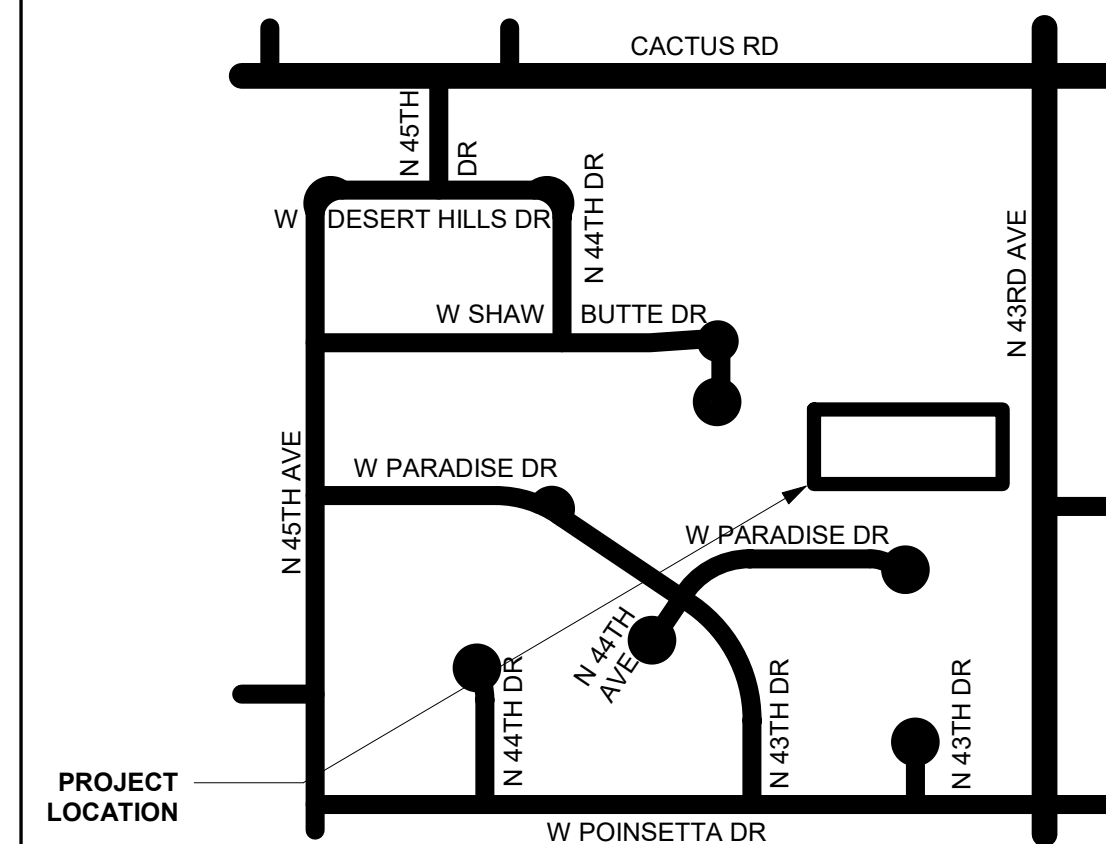 CACTUS RD
N 45TH
DR
N 44TH DR
W DESERT HILLS DR
N 43RD AVE
W SHAW BUTTE DR
N 45TH AVE
W PARADISE DR
W PARADISE DR
N 44TH
AVE
N 44TH DR
N 43TH DR
N 43TH DR
PROJECT
LOCATION
W POINSETTA DR